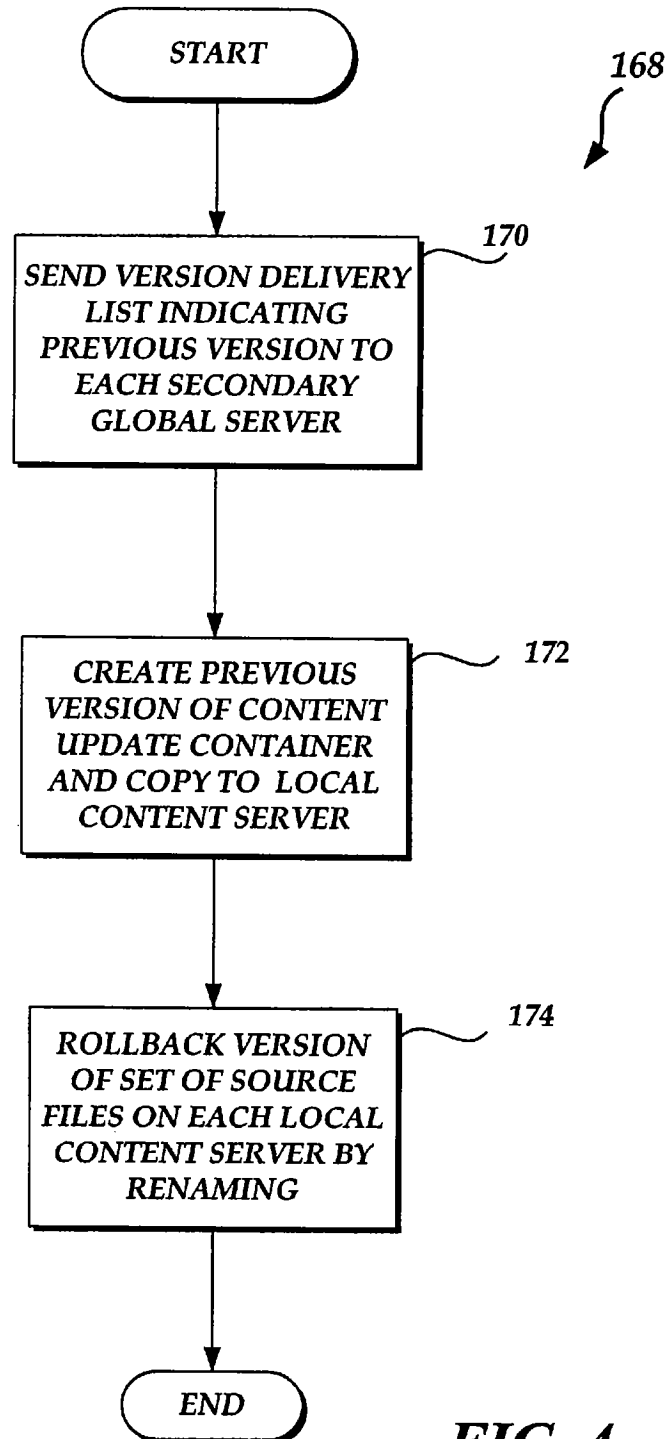 START
168
170
SEND VERSION DELIVERY
LIST INDICATING
PREVIOUS VERSION TO
EACH SECONDARY
GLOBAL SERVER
172
CREATE PREVIOUS
VERSION OF CONTENT
UPDATE CONTAINER
AND COPY TO LOCAL
CONTENT SERVER
174
ROLLBACK VERSION
OF SET OF SOURCE
FILES ON EACH LOCAL
CONTENT SERVER BY
RENAMING
END
FIG. 4